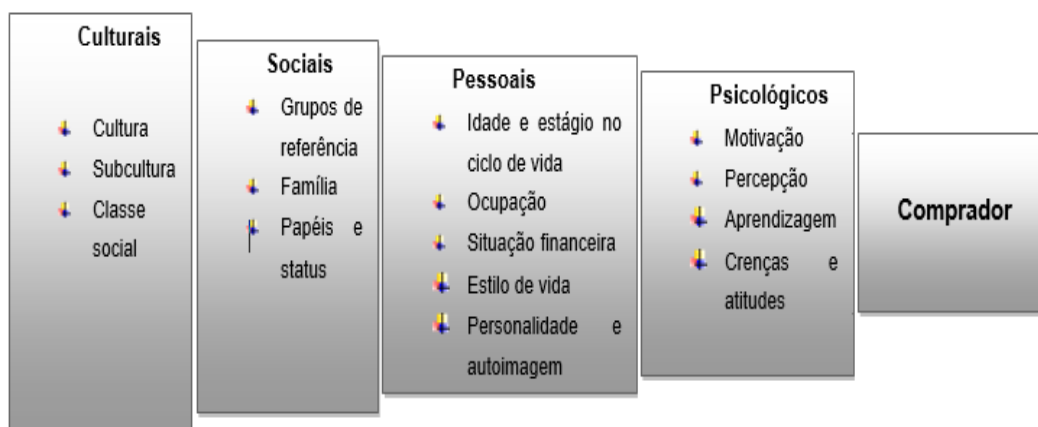 Culturais
Cultura
Subcultura
Classe
social
Sociais
Grupos de
referência
Família
Papéis e
status
Pessoais
Idade e estágio no
ciclo de vida
Ocupação
Situação financeira
Estilo de vida
Personalidade e
autoimagem
Psicológicos
Motivação
Percepção
Aprendizagem
Crenças e
atitudes
Comprador